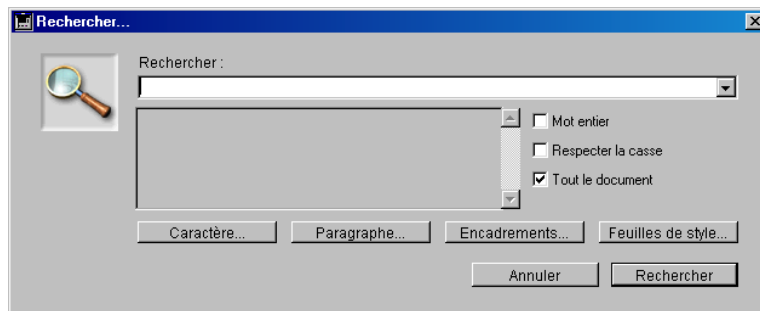 Rechercher...
Rechercher :
Mot entier
Respecter la casse
Tout le document
Caractère... Paragraphe... Encadrements... Feuilles de style...
Annuler Rechercher